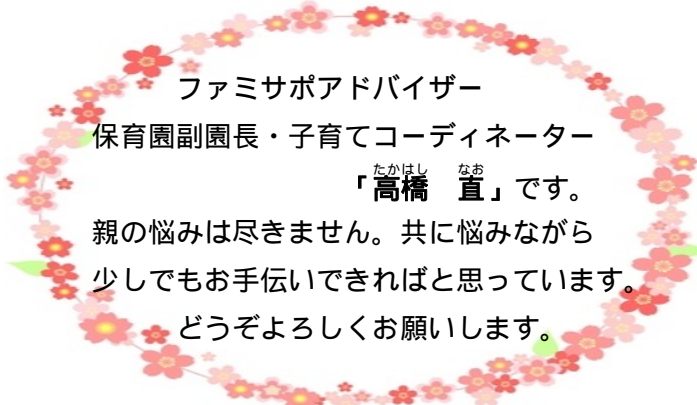 ファミサポアドバイザー
保育園副園長・子育てコーディネーター
たかはし　なお
「高橋　直」です。
親の悩みは尽きません。共に悩みながら
少しでもお手伝いできればと思っています。
どうぞよろしくお願いします。